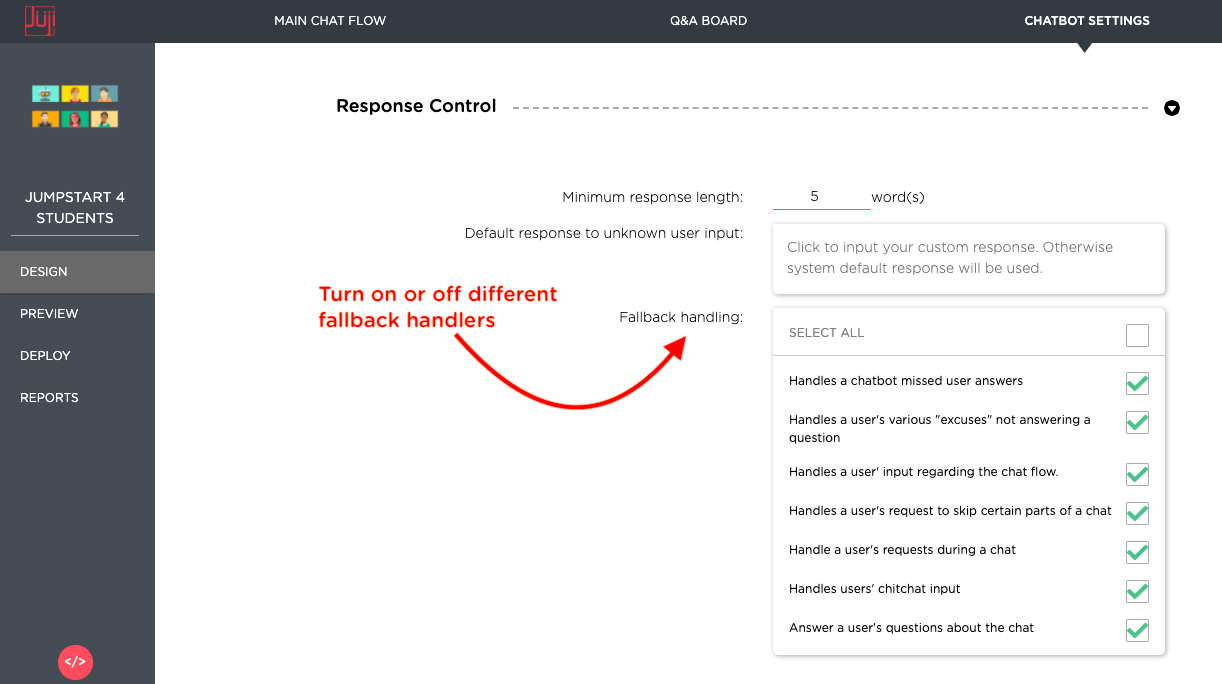 Juji
MAIN CHAT FLOW
Q&A BOARD
CHATBOT SETTINGS
JUMPSTART 4
STUDENTS
DESIGN
PREVIEW
DEPLOY
REPORTS
</>
Response Control
Minimum response length:
5 word(s)
Default response to unknown user input:
Click to input your custom response. Otherwise
system default response will be used.
Turn on or off different
fallback handlers
Fallback handling:
SELECT ALL
Handles a chatbot missed user answers
Handles a user's various "excuses" not answering a
question
Handles a user' input regarding the chat flow.
Handles a user's request to skip certain parts of a chat
Handle a user's requests during a chat
Handles users' chitchat input
Answer a user's questions about the chat